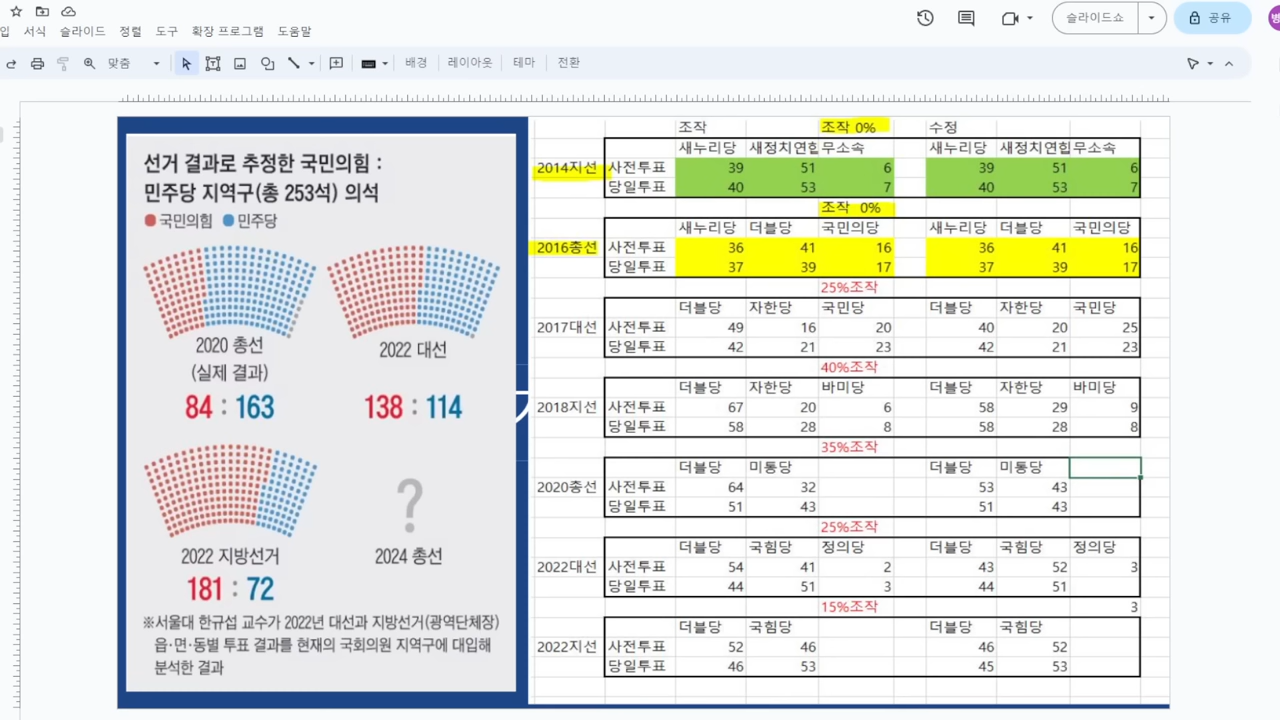 입 서식 슬라이드 정렬 도구 확장 프로그램 도움말
슬라이드쇼
공유
맞춤
배경 레이아웃 테마 전환
선거 결과로 추정한 국민의힘 :
민주당 지역구(총 253석) 의석
국민의힘 민주당
2020 총선
(실제 결과)
84 : 163
2022 대선
138 : 114
2022 지방선거
181 : 72
?
2024 총선
※서울대 한규섭 교수가 2022년 대선과 지방선거(광역단체장)
읍·면·동별 투표 결과를 현재의 국회의원 지역구에 대입해
분석한 결과
조작 조작 0% 수정
새누리당 새정치연합 무소속 새누리당 새정치연합 무소속
2014지선 사전투표 39 51 6 39 51 6
당일투표 40 53 7 40 53 7
조작 0%
새누리당 더블당 국민의당 새누리당 더블당 국민의당
2016총선 사전투표 36 41 16 36 41 16
당일투표 37 39 17 37 39 17
25%조작
더블당 자한당 국민당 더블당 자한당 국민당
2017대선 사전투표 49 16 20 40 20 25
당일투표 42 21 23 42 21 23
40%조작
더블당 자한당 바미당 더블당 자한당 바미당
2018지선 사전투표 67 20 6 58 29 9
당일투표 58 28 8 58 28 8
35%조작
더블당 미통당 더블당 미통당
2020총선 사전투표 64 32 53 43
당일투표 51 43 51 43
25%조작
더블당 국힘당 정의당 더블당 국힘당 정의당
2022대선 사전투표 54 41 2 43 52 3
당일투표 44 51 3 44 51
15%조작 3
더블당 국힘당 더블당 국힘당
2022지선 사전투표 52 46 46 52
당일투표 46 53 45 53